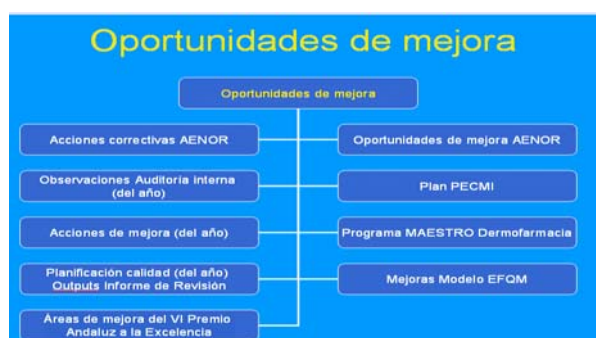 Oportunidades de mejora
Oportunidades de mejora
Acciones correctivas AENOR
Oportunidades de mejora AENOR
Observaciones Auditoría interna
(del año)
Plan PECMI
Acciones de mejora (del año)
Programa MAESTRO Dermofarmacia
Planificación calidad (del año)
Outputs Informe de Revisión
Mejoras Modelo EFQM
Áreas de mejora del VI Premio
Andaluz a la Excelencia